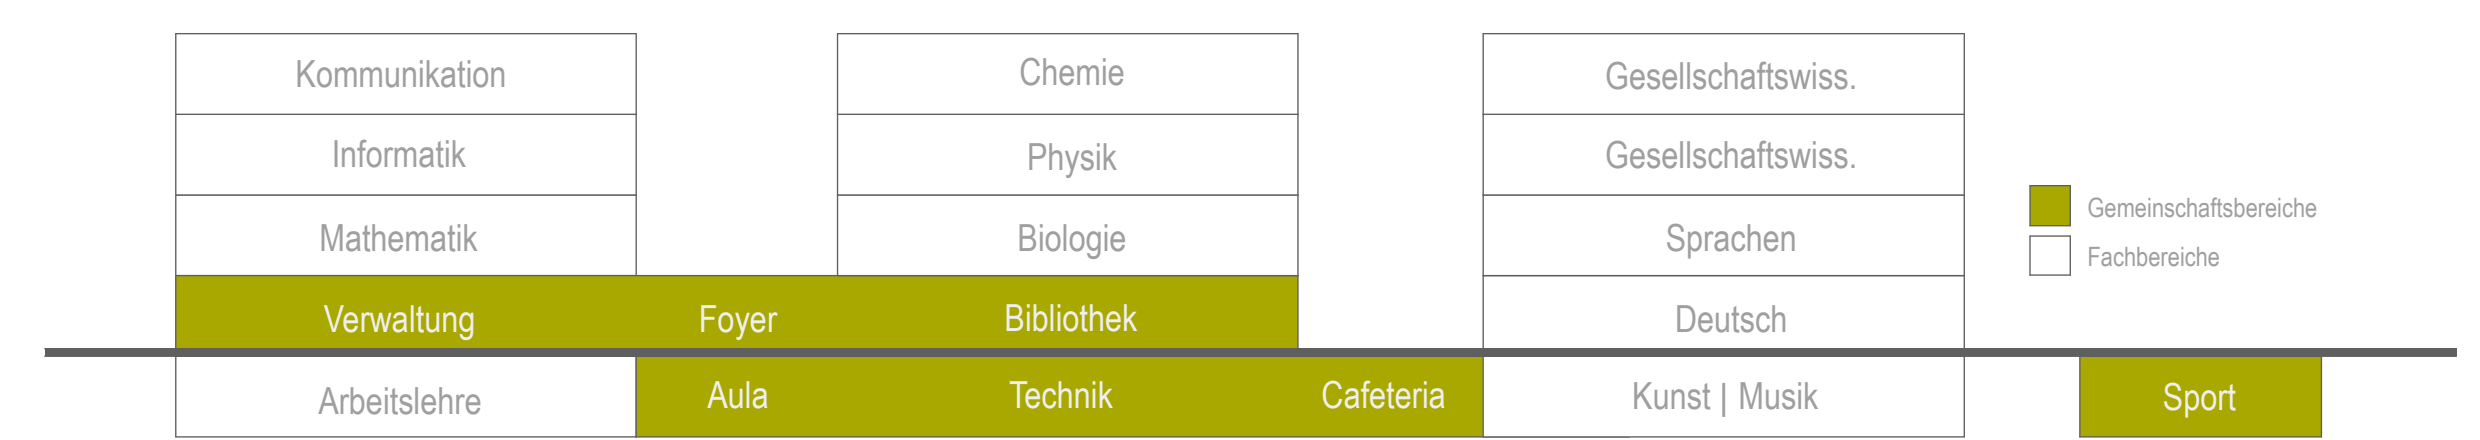 Kommunikation
Chemie
Gesellschaftswiss.
Informatik
Physik
Gesellschaftswiss.
Mathematik
Biologie
Sprachen
Gemeinschaftsbereiche
Fachbereiche
Verwaltung
Foyer
Bibliothek
Deutsch
Arbeitslehre
Aula
Technik
Cafeteria
Kunst | Musik
Sport